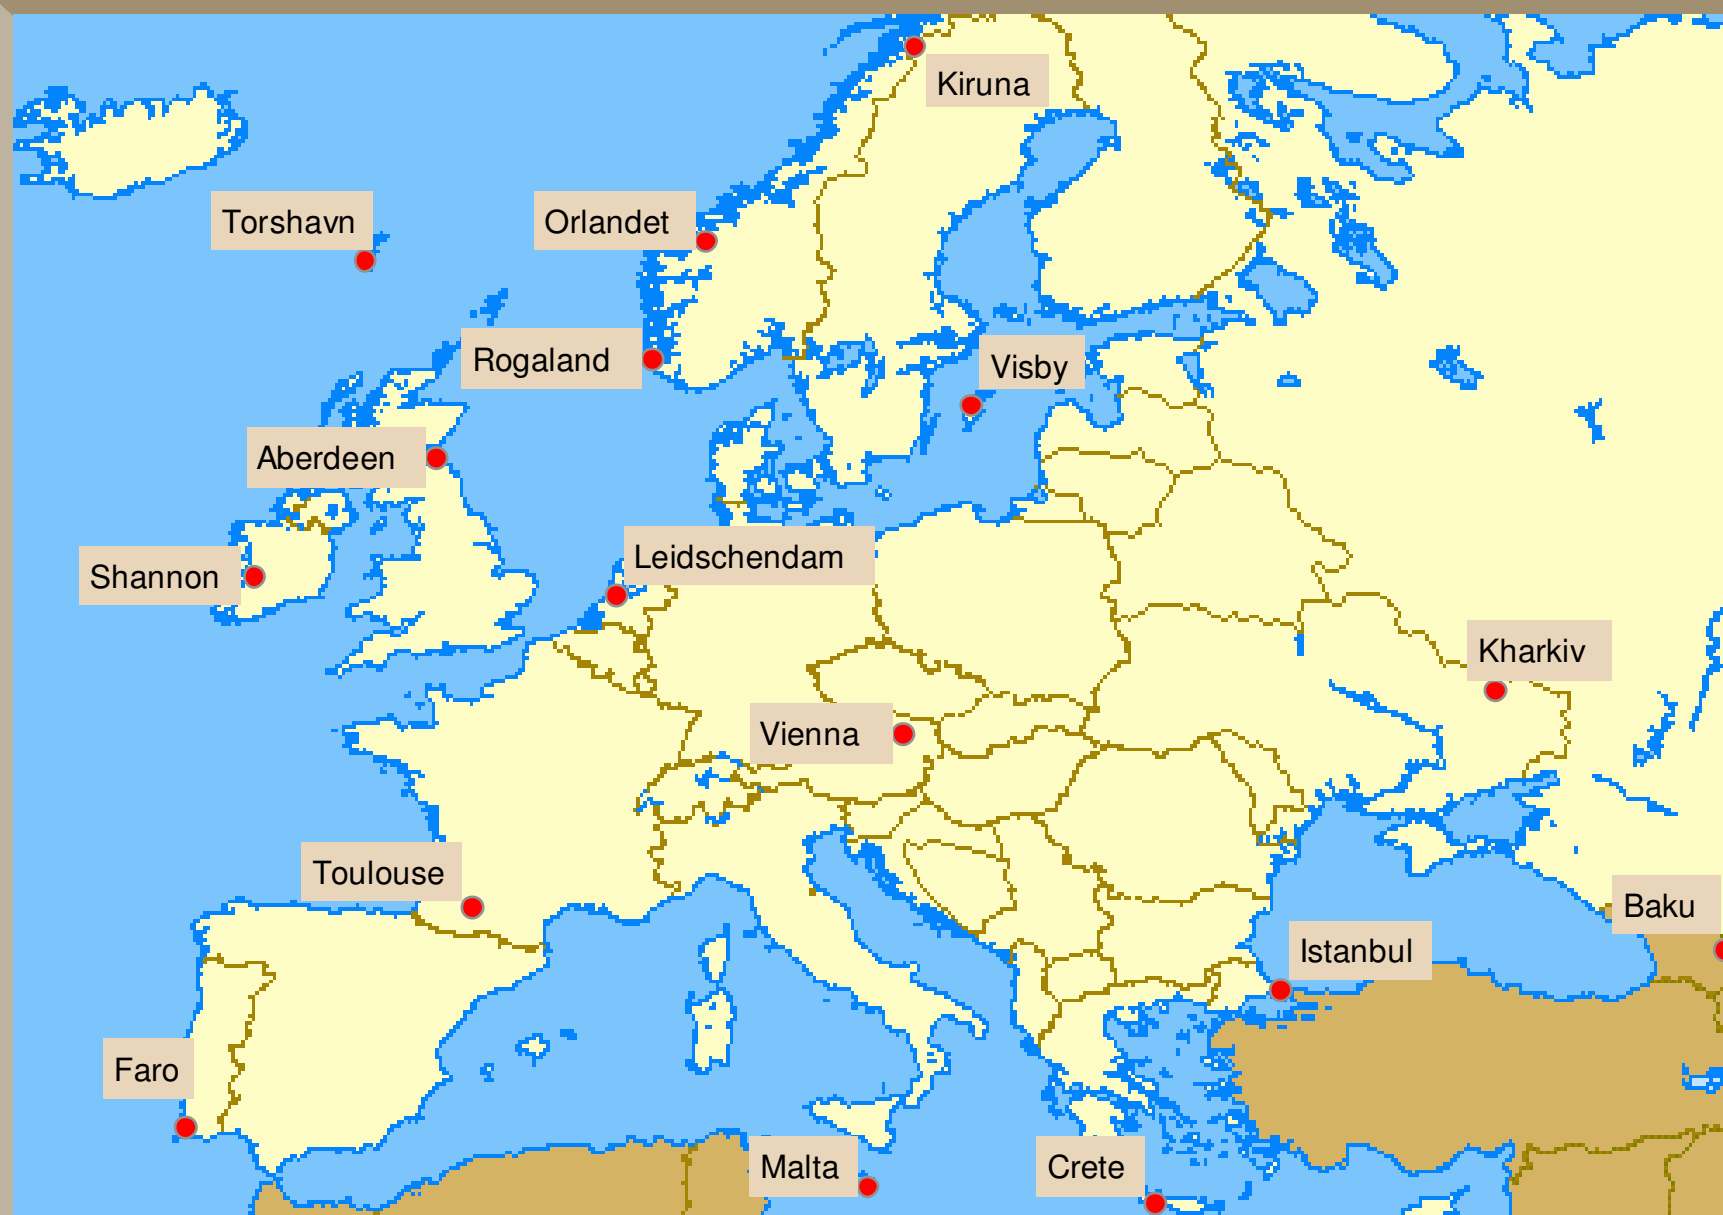 Kiruna
Torshavn
Orlandet
Rogaland
Visby
Aberdeen
Leidschendam
Shannon
Kharkiv
Vienna
Toulouse
Baku
Istanbul
Faro
Malta
Crete